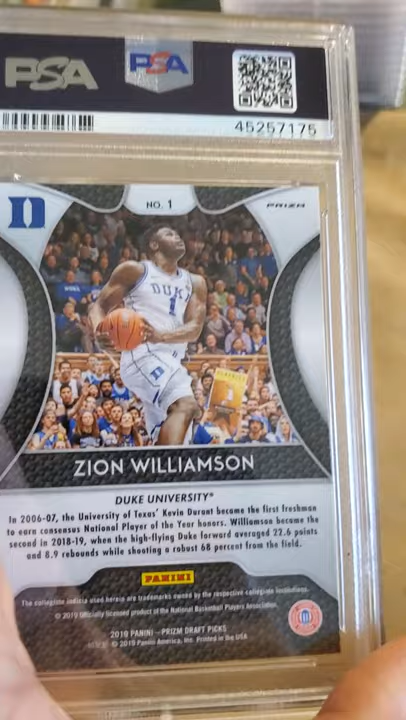 PSA PSA
45257175
D NO. 1 PRIZM
DUKE
1
D
ZION WILLIAMSON
DUKE UNIVERSITY®
In 2006-07, the University of Texas' Kevin Durant became the first freshman
to earn consensus National Player of the Year honors. Williamson became the
second in 2018-19, when the high-flying Duke forward averaged 22.6 points
and 8.9 rebounds while shooting a robust 68 percent from the field.
PANINI
The collegiate indicia used herein are trademarks owned by the respective collegiate institutions.
© 2019 Officially licensed product of the National Basketball Players Association.
2019 PANINI – PRIZM DRAFT PICKS
© 2019 Panini America, Inc. Printed in the USA